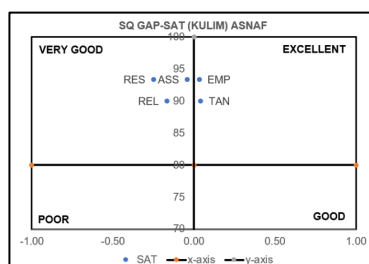 SQ GAP-SAT (KULIM) ASNAF
VERY GOOD
EXCELLENT
100
95
RES
ASS
EMP
90
REL
TAN
85
80
75
POOR
GOOD
70
-1.00
-0.50
0.00
0.50
1.00
SAT
x-axis
y-axis